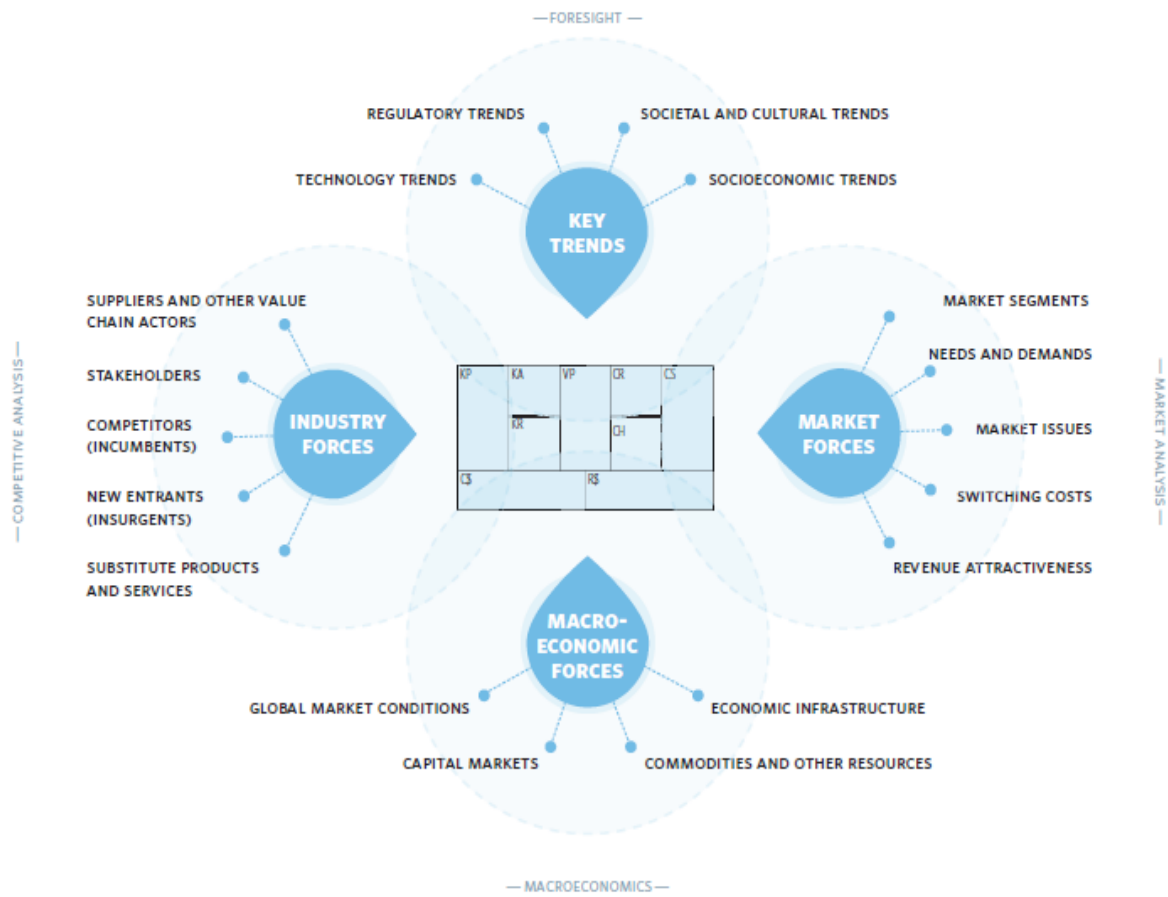 — FORESIGHT —
REGULATORY TRENDS
SOCIETAL AND CULTURAL TRENDS
TECHNOLOGY TRENDS
SOCIOECONOMIC TRENDS
KEY
TRENDS
— COMPETITIVE ANALYSIS —
SUPPLIERS AND OTHER VALUE
CHAIN ACTORS
STAKEHOLDERS
COMPETITORS
(INCUMBENTS)
NEW ENTRANTS
(INSURGENTS)
SUBSTITUTE PRODUCTS
AND SERVICES
INDUSTRY
FORCES
KP
KA
VP
CR
CS
KR
CH
C$
R$
MARKET
FORCES
MARKET SEGMENTS
NEEDS AND DEMANDS
MARKET ISSUES
SWITCHING COSTS
REVENUE ATTRACTIVENESS
— MARKET ANALYSIS —
MACRO-
ECONOMIC
FORCES
GLOBAL MARKET CONDITIONS
ECONOMIC INFRASTRUCTURE
CAPITAL MARKETS
COMMODITIES AND OTHER RESOURCES
— MACROECONOMICS —